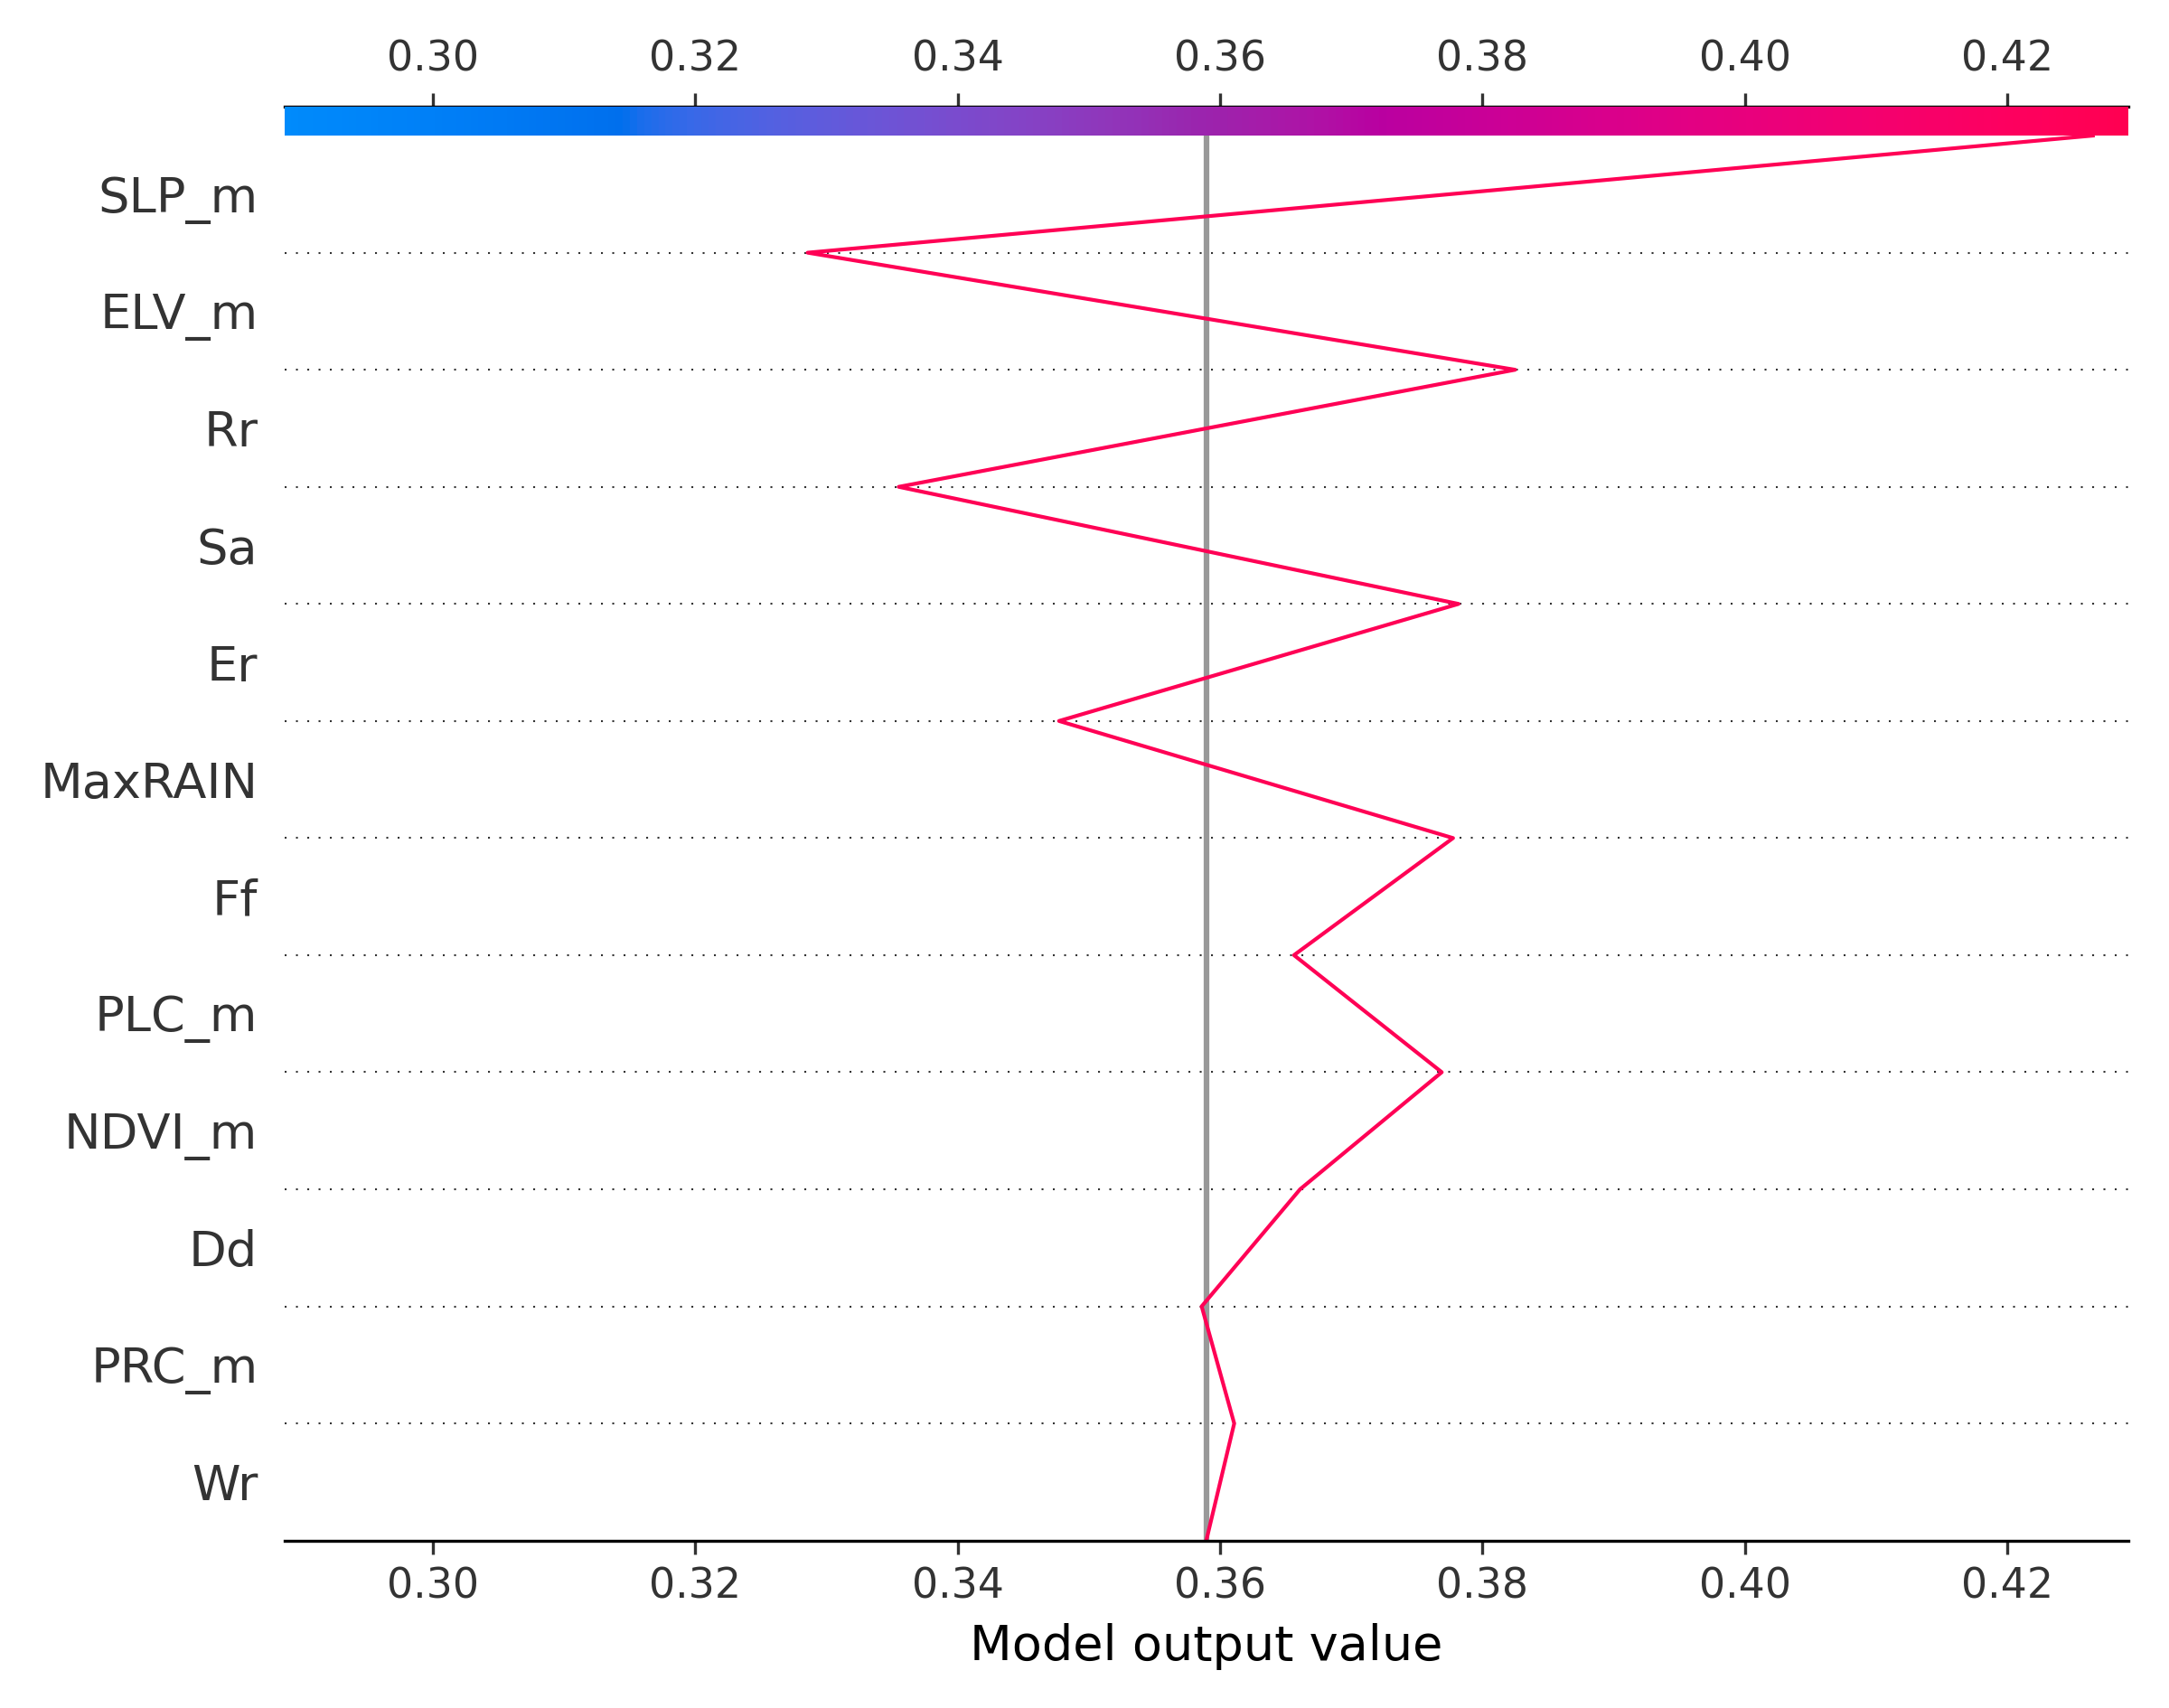 0.30 0.32 0.34 0.36 0.38 0.40 0.42
SLP_m
ELV_m
Rr
Sa
Er
MaxRAIN
Ff
PLC_m
NDVI_m
Dd
PRC_m
Wr
0.30 0.32 0.34 0.36 0.38 0.40 0.42
Model output value